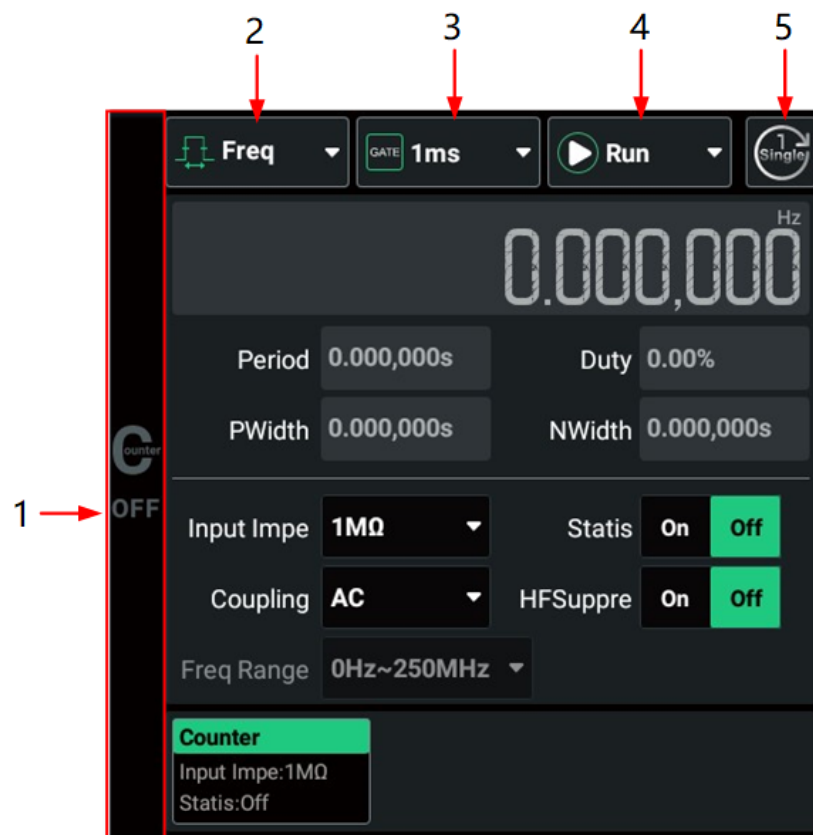 2 3 4 5
Freq GATE 1ms Run 1 Single
Hz
0.000,000
Period 0.000,000s Duty 0.00%
PWidth 0.000,000s NWidth 0.000,000s
Counter
1 OFF
Input Impe 1MΩ Statis On Off
Coupling AC HFSuppre On Off
Freq Range 0Hz~250MHz
Counter
Input Impe:1MΩ
Statis:Off